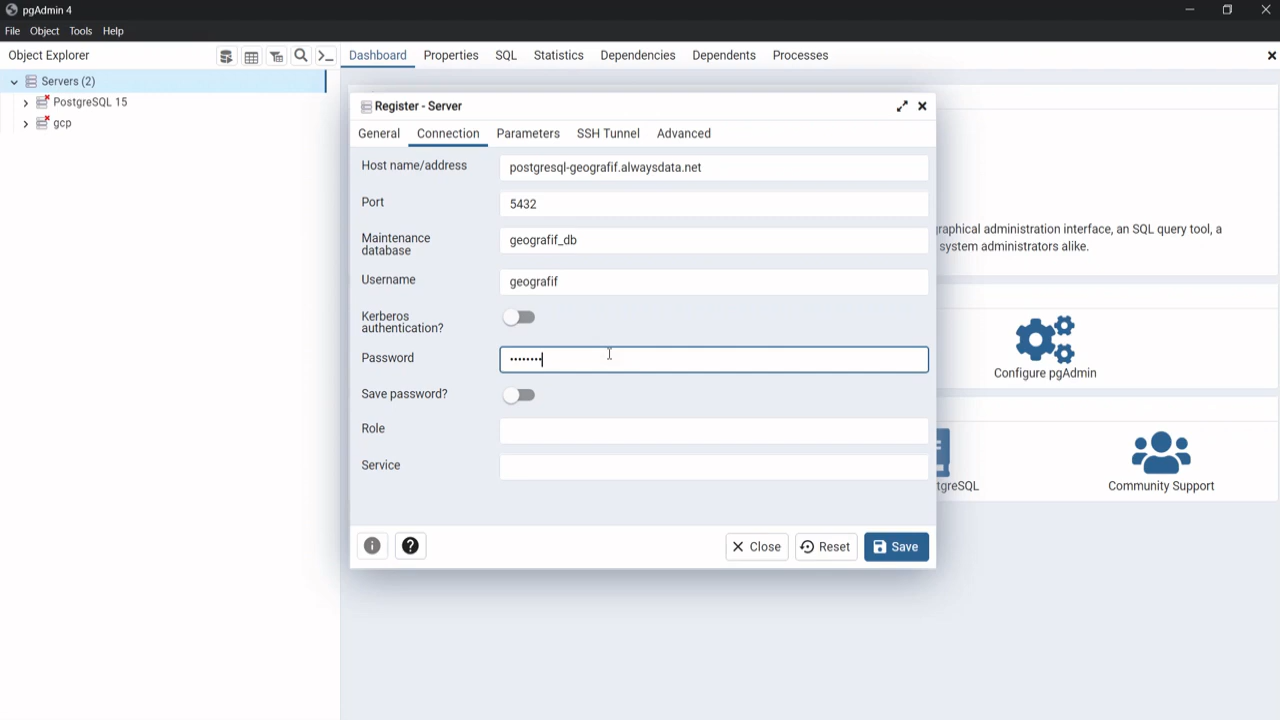 pgAdmin 4
File Object Tools Help
Object Explorer
Dashboard Properties SQL Statistics Dependencies Dependents Processes
Servers (2)
PostgreSQL 15
gcp
Register - Server
General Connection Parameters SSH Tunnel Advanced
Host name/address postgresql-geografif.alwaysdata.net
Port 5432
Maintenance
database
geografif_db
Username geografif
Kerberos
authentication?
Password ••••••••
Save password?
Role
Service
Close Reset Save
raphical administration interface, an SQL query tool, a
system administrators alike.
Configure pgAdmin
tgreSQL
Community Support